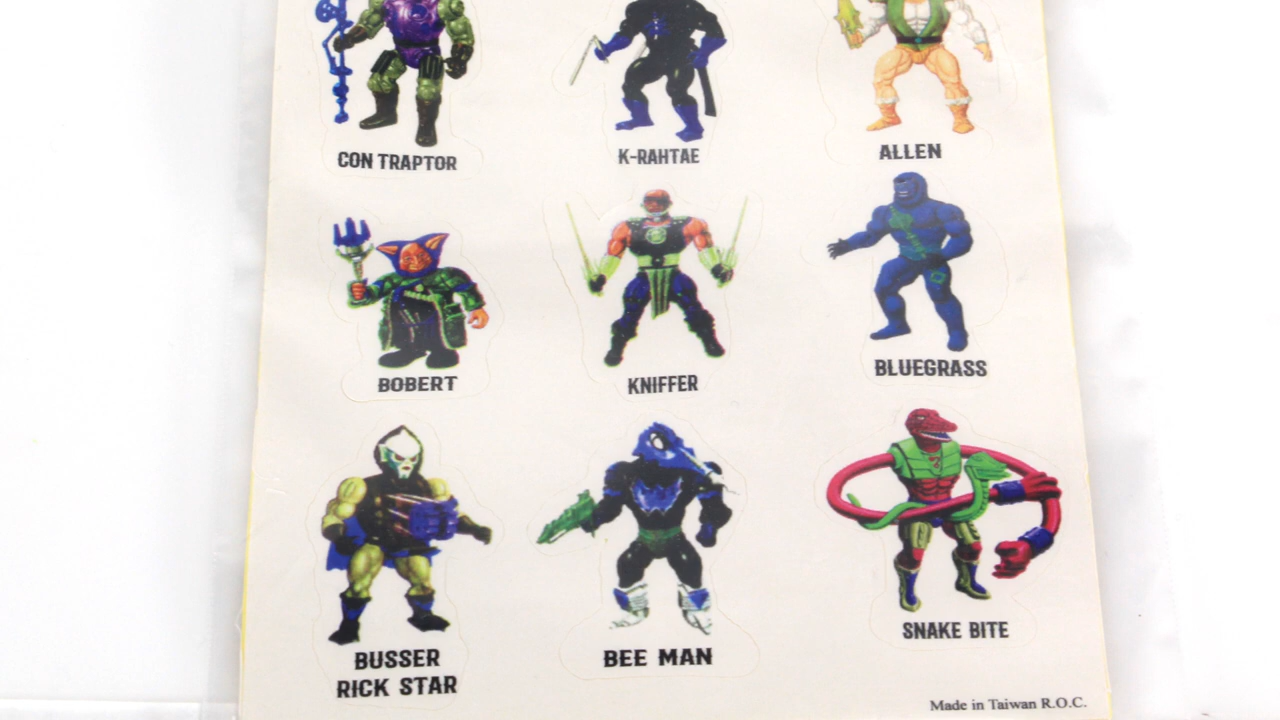 CON TRAPTOR
K-RAHTAE
ALLEN
BOBERT
KNIFFER
BLUEGRASS
BUSSER
RICK STAR
BEE MAN
SNAKE BITE
Made in Taiwan R.O.C.